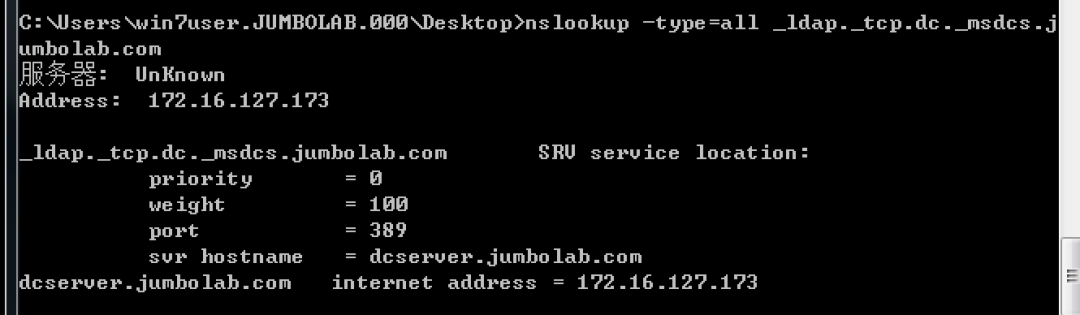 C:\Users\win7user.JUMBOLAB.000\Desktop>nslookup -type=all _ldap._tcp.dc._msdcs.j
umbolab.com
服务器:  UnKnown
Address:  172.16.127.173
_ldap._tcp.dc._msdcs.jumbolab.com       SRV service location:
          priority       = 0
          weight         = 100
          port           = 389
          svr hostname   = dcserver.jumbolab.com
dcserver.jumbolab.com   internet address = 172.16.127.173